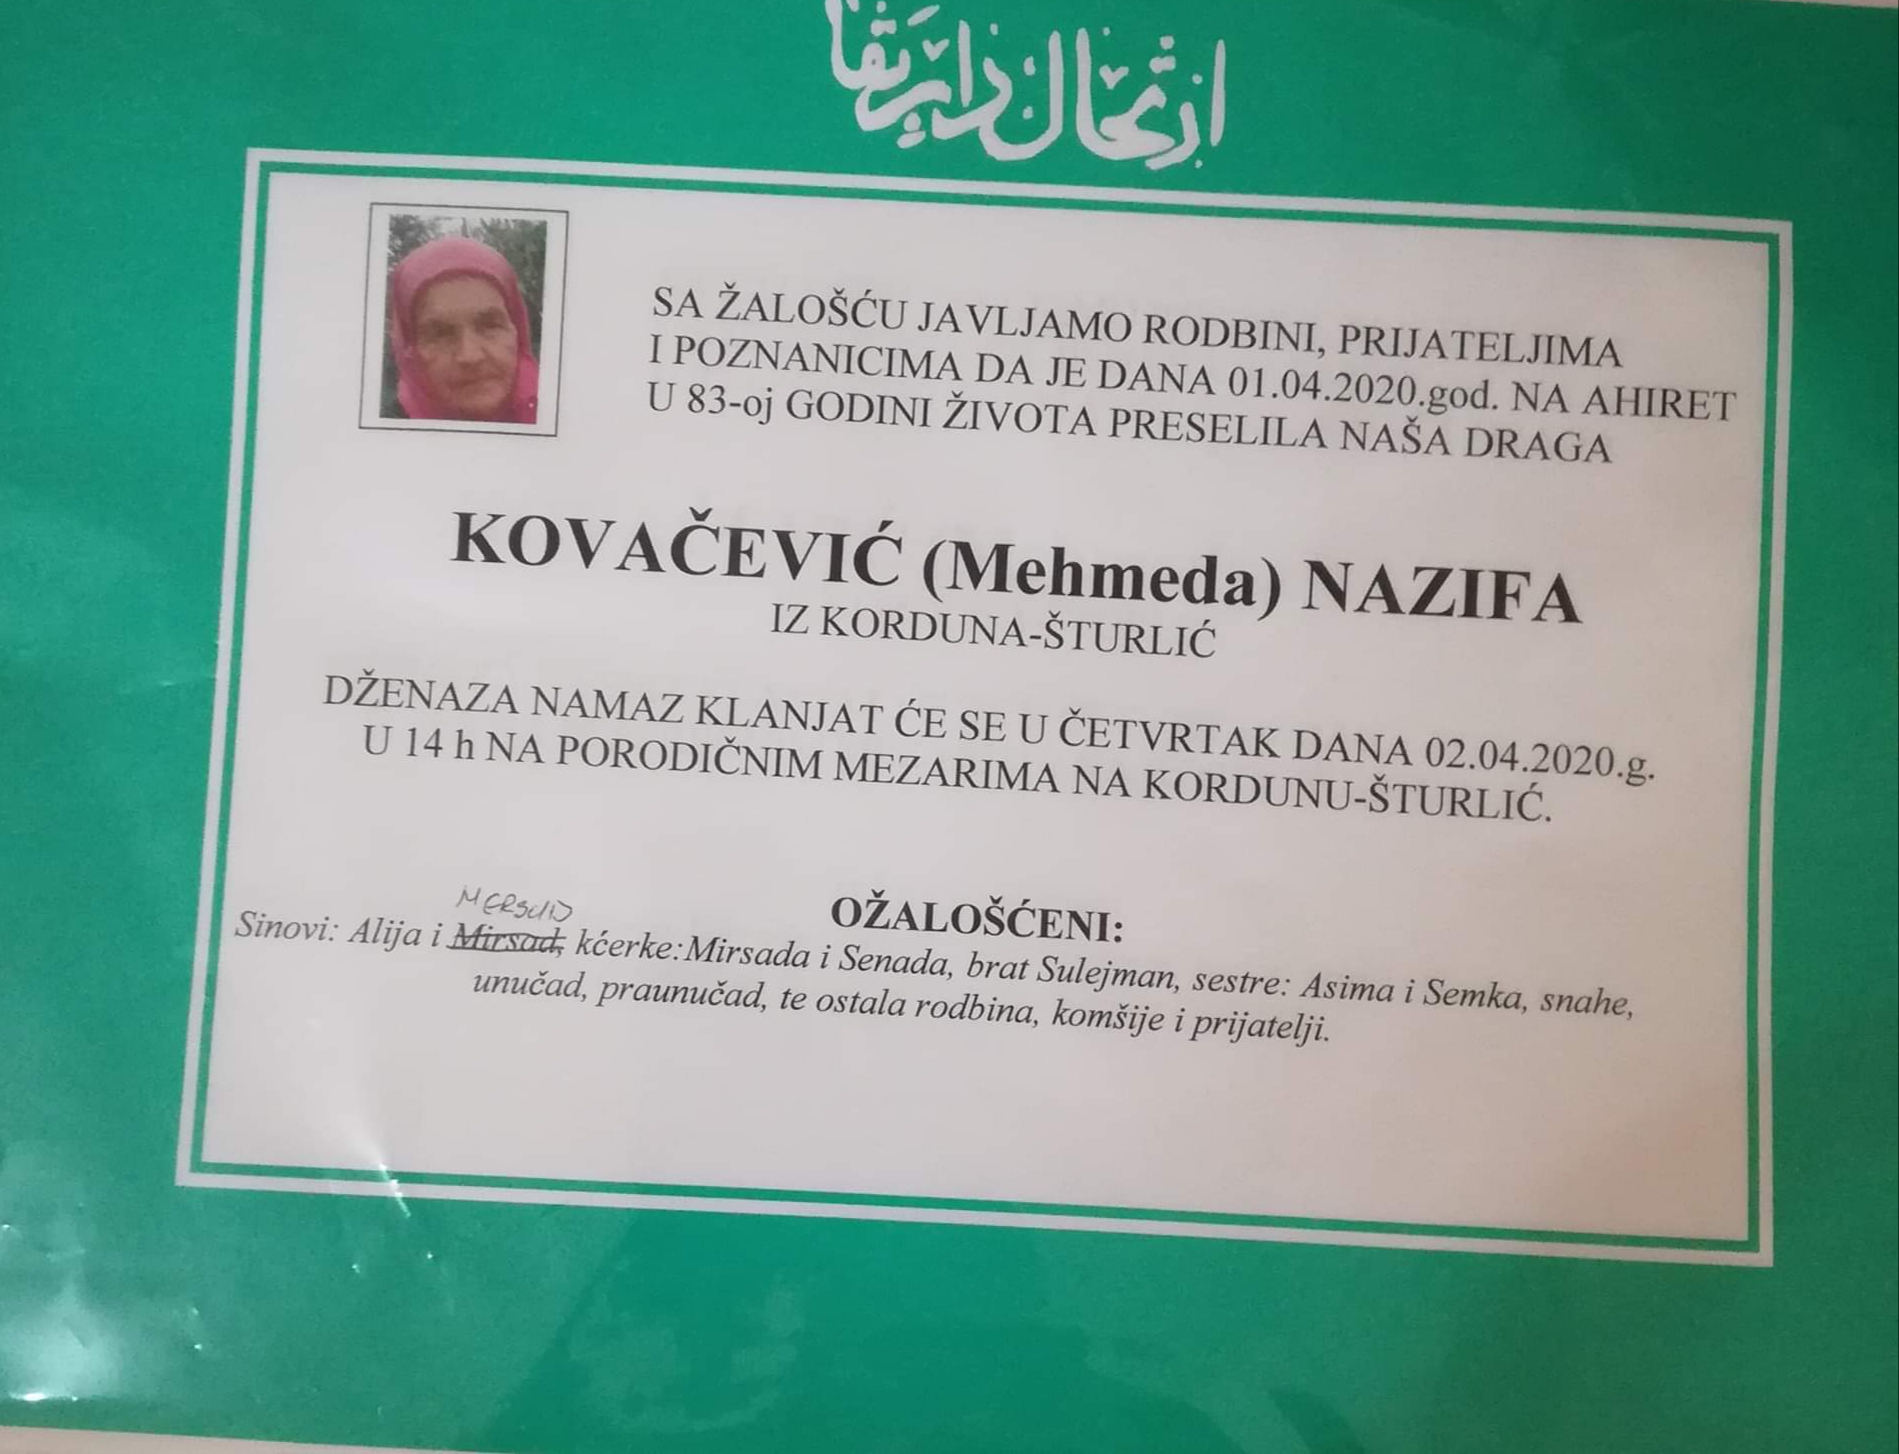 SA ŽALOŠĆU JAVLJAMO RODBINI, PRIJATELJIMA
I POZNANICIMA DA JE DANA 01.04.2020.god. NA AHIRET
U 83-oj GODINI ŽIVOTA PRESELILA NAŠA DRAGA
KOVAČEVIĆ (Mehmeda) NAZIFA
IZ KORDUNA-ŠTURLIĆ
DŽENAZA NAMAZ KLANJAT ĆE SE U ČETVRTAK DANA 02.04.2020.g.
U 14 h NA PORODIČNIM MEZARIMA NA KORDUNU-ŠTURLIĆ.
OŽALOŠĆENI:
MERSUD
Sinovi: Alija i Mirsad, kćerke:Mirsada i Senada, brat Sulejman, sestre: Asima i Semka, snahe,
unučad, praunučad, te ostala rodbina, komšije i prijatelji.